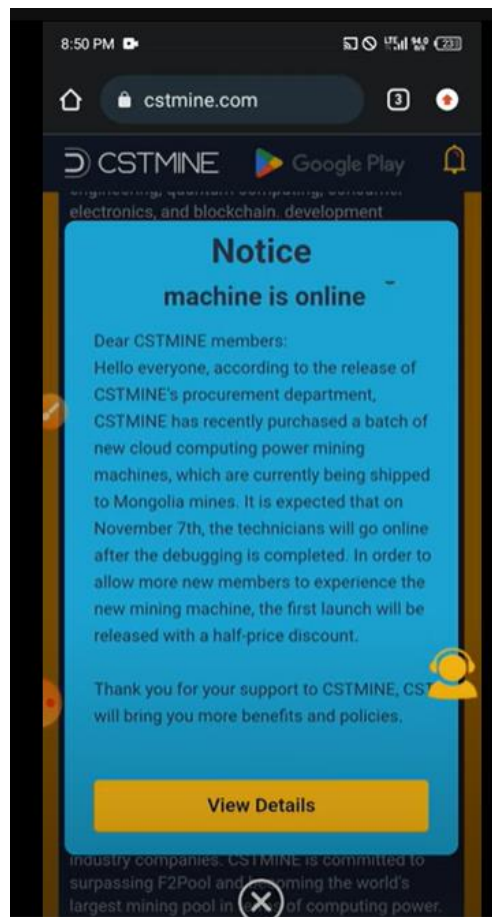 8:50 PM
cstmine.com
3
CSTMINE Google Play
engineering, quantum computing, consumer
electronics, and blockchain. development
Notice
machine is online
Dear CSTMINE members:
Hello everyone, according to the release of
CSTMINE's procurement department,
CSTMINE has recently purchased a batch of
new cloud computing power mining
machines, which are currently being shipped
to Mongolia mines. It is expected that on
November 7th, the technicians will go online
after the debugging is completed. In order to
allow more new members to experience the
new mining machine, the first launch will be
released with a half-price discount.
Thank you for your support to CSTMINE, CST
will bring you more benefits and policies.
View Details
industry companies. CSTMINE is committed to
surpassing F2Pool and becoming the world's
largest mining pool in of computing power.